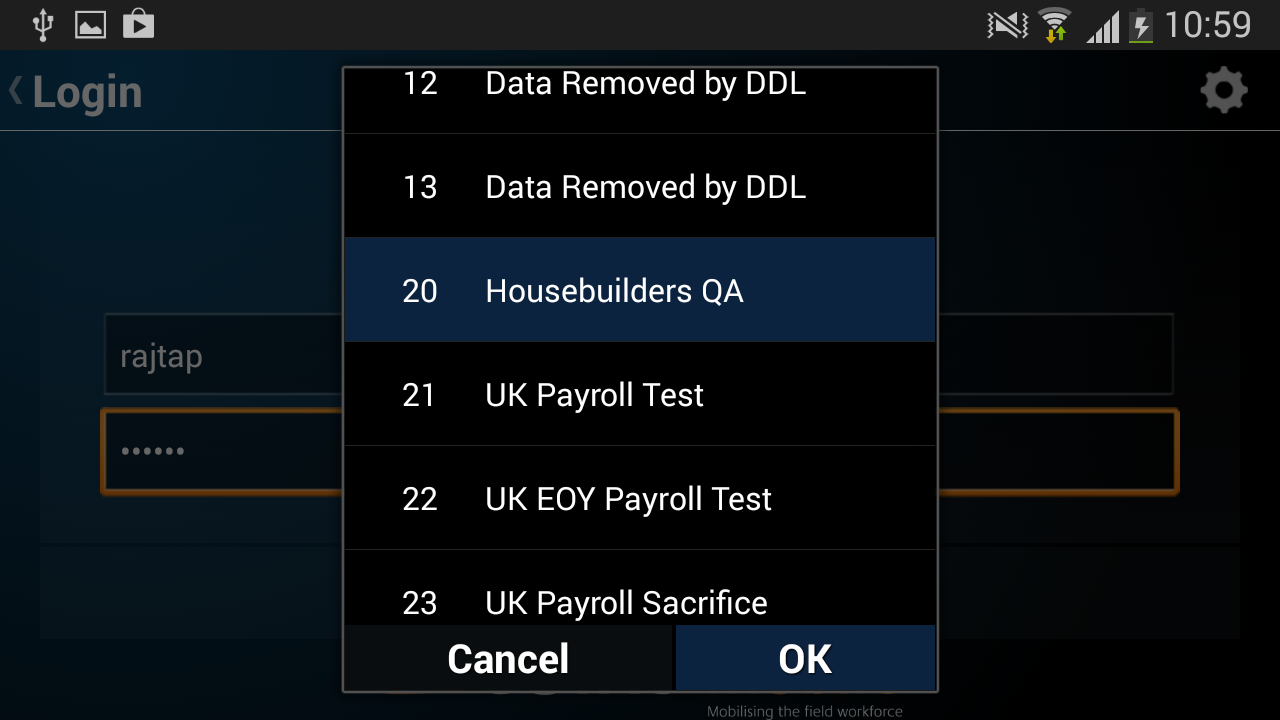 10:59
Login
12 Data Removed by DDL
13 Data Removed by DDL
20 Housebuilders QA
rajtap
21 UK Payroll Test
••••••
22 UK EOY Payroll Test
23 UK Payroll Sacrifice
Cancel OK
Mobilising the field workforce